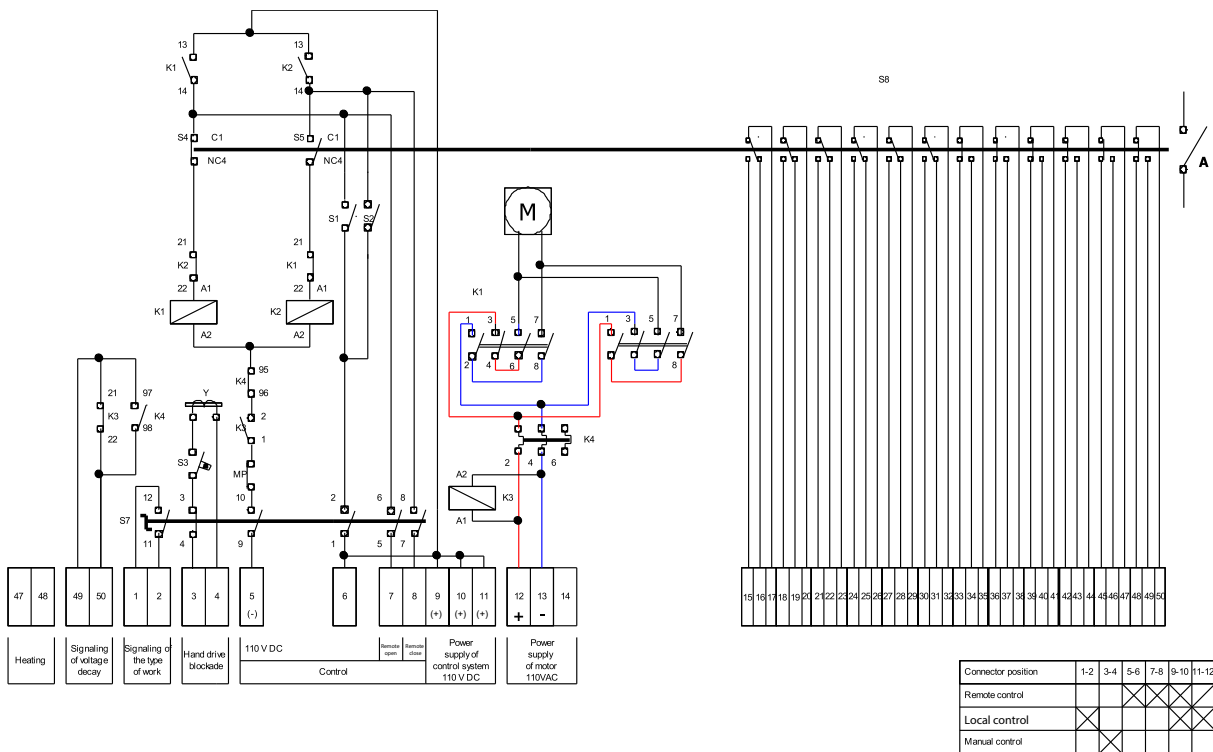 S8
13
13
K1
K2
14
14
S4
C1
S5
C1
NC4
NC4
A
M
S1
S2
21
21
K2
K1
22
A1
22
A1
K1
K2
A2
A2
K1
1
3
5
7
1
3
5
7
2
4
6
8
8
95
K4
96
21
97
K3
K4
22
98
Y
2
K3
1
K4
2
4
6
S3
MP
A2
K3
A1
12
3
10
2
6
8
S7
11
4
9
1
5
7
47 48
49 50
1 2
3 4
5 (-)
6
7 8 9 (+) 10 (+) 11 (+)
12 + 13 - 14
15 16 17 18 19 20 21 22 23 27 25 26 27 28 29 30 31 32 33 34 35 36 37 38 39 40 41 42 43 44 45 46 47 48 49 50
Heating
Signaling
of voltage
decay
Signaling of
the type
of work
Hand drive
blockade
110 V DC
Control
Remote
open
Remote
close
Power
supply of
control system
110 V DC
Power
supply
of motor
110VAC
Connector position 1-2 3-4 5-6 7-8 9-10 11-12
Remote control
Local control
Manual control